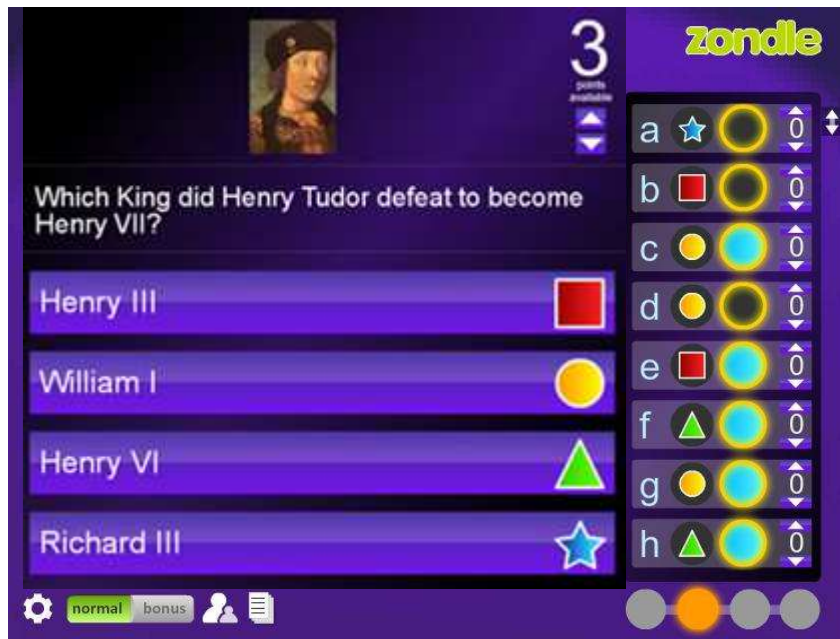 3
points
available
zondle
Which King did Henry Tudor defeat to become
Henry VII?
Henry III
William I
Henry VI
Richard III
a 0
b 0
c 0
d 0
e 0
f 0
g 0
h 0
normal bonus